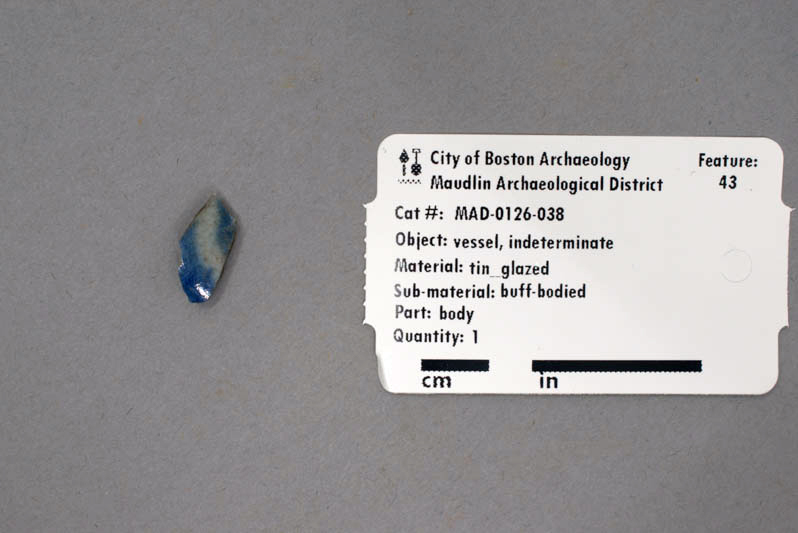 City of Boston Archaeology
Maudlin Archaeological District
Feature:
43
Cat #: MAD-0126-038
Object: vessel, indeterminate
Material: tin_glazed
Sub-material: buff-bodied
Part: body
Quantity: 1
cm in